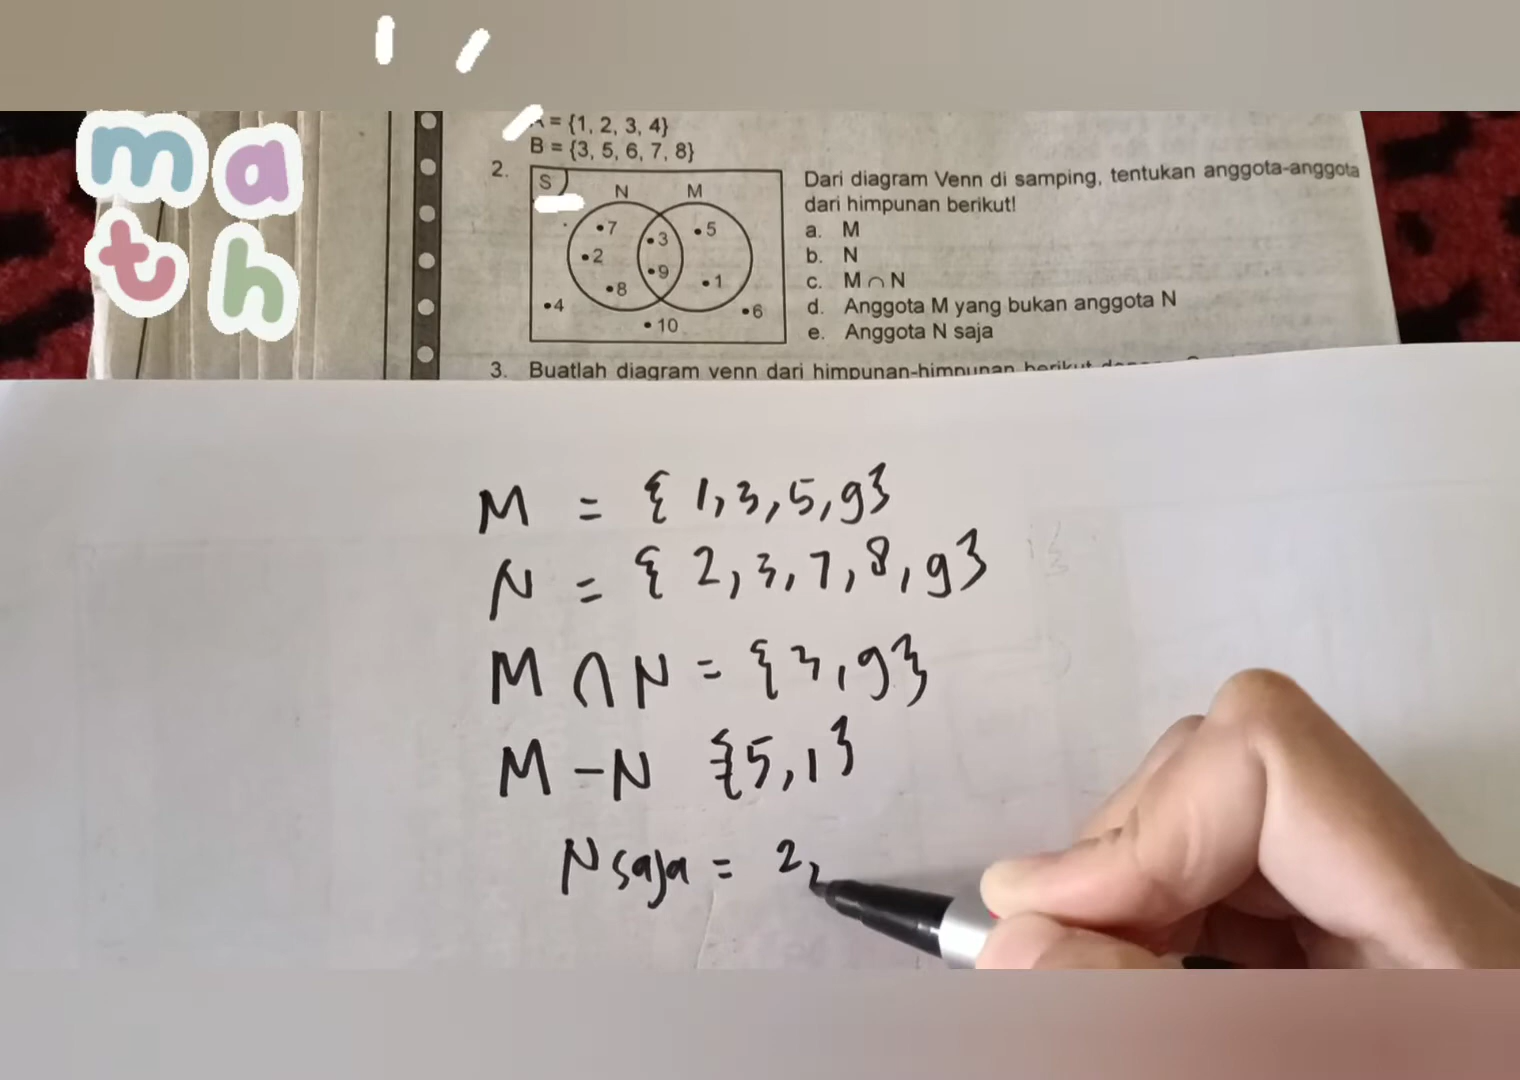 math
= {1, 2, 3, 4}
B = {3, 5, 6, 7, 8}
2.
S
N M
7
2
8
3
9
5
1
4
6
10
Dari diagram Venn di samping, tentukan anggota-anggota
dari himpunan berikut!
a. M
b. N
c. M ∩ N
d. Anggota M yang bukan anggota N
e. Anggota N saja
3. Buatlah diagram venn dari himpunan-himpunan berikut
M = {1,3,5,9}
N = {2,3,7,8,9}
M ∩ N = {3,9}
M - N {5,1}
N saja = 2,